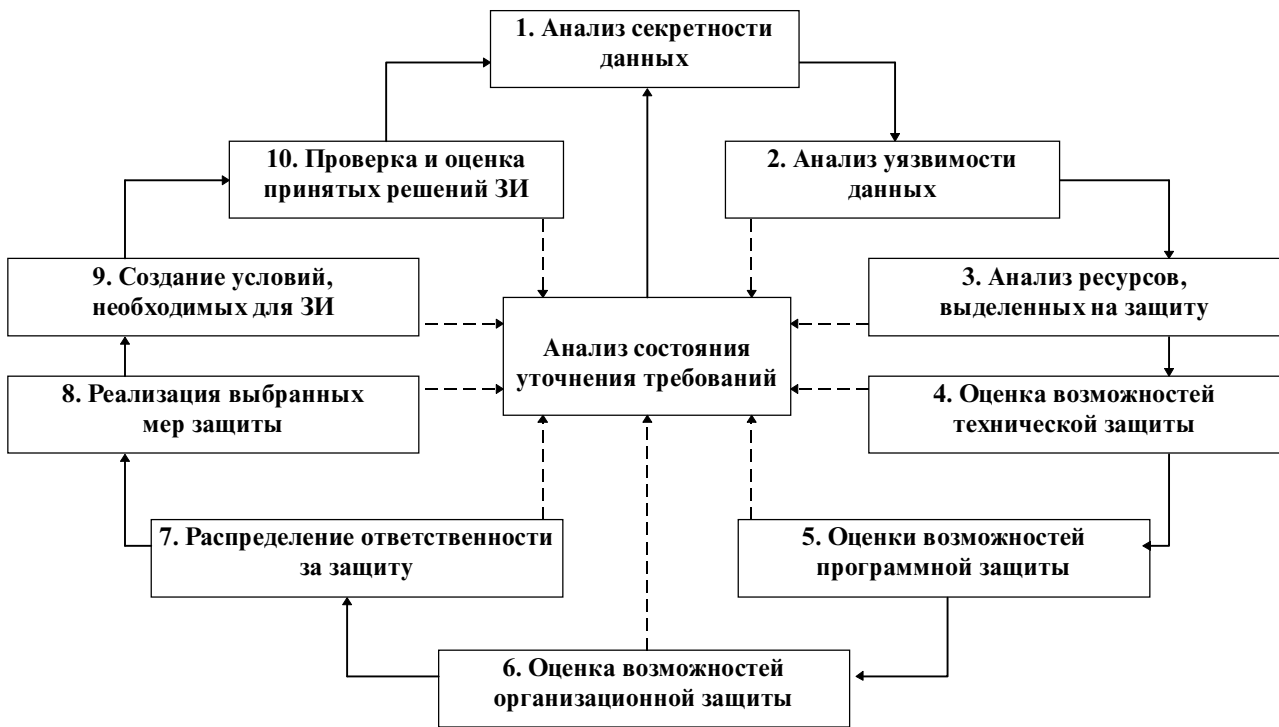 1. Анализ секретности
данных
10. Проверка и оценка
принятых решений ЗИ
2. Анализ уязвимости
данных
9. Создание условий,
необходимых для ЗИ
3. Анализ ресурсов,
выделенных на защиту
Анализ состояния
уточнения требований
8. Реализация выбранных
мер защиты
4. Оценка возможностей
технической защиты
7. Распределение ответственности
за защиту
5. Оценки возможностей
программной защиты
6. Оценка возможностей
организационной защиты